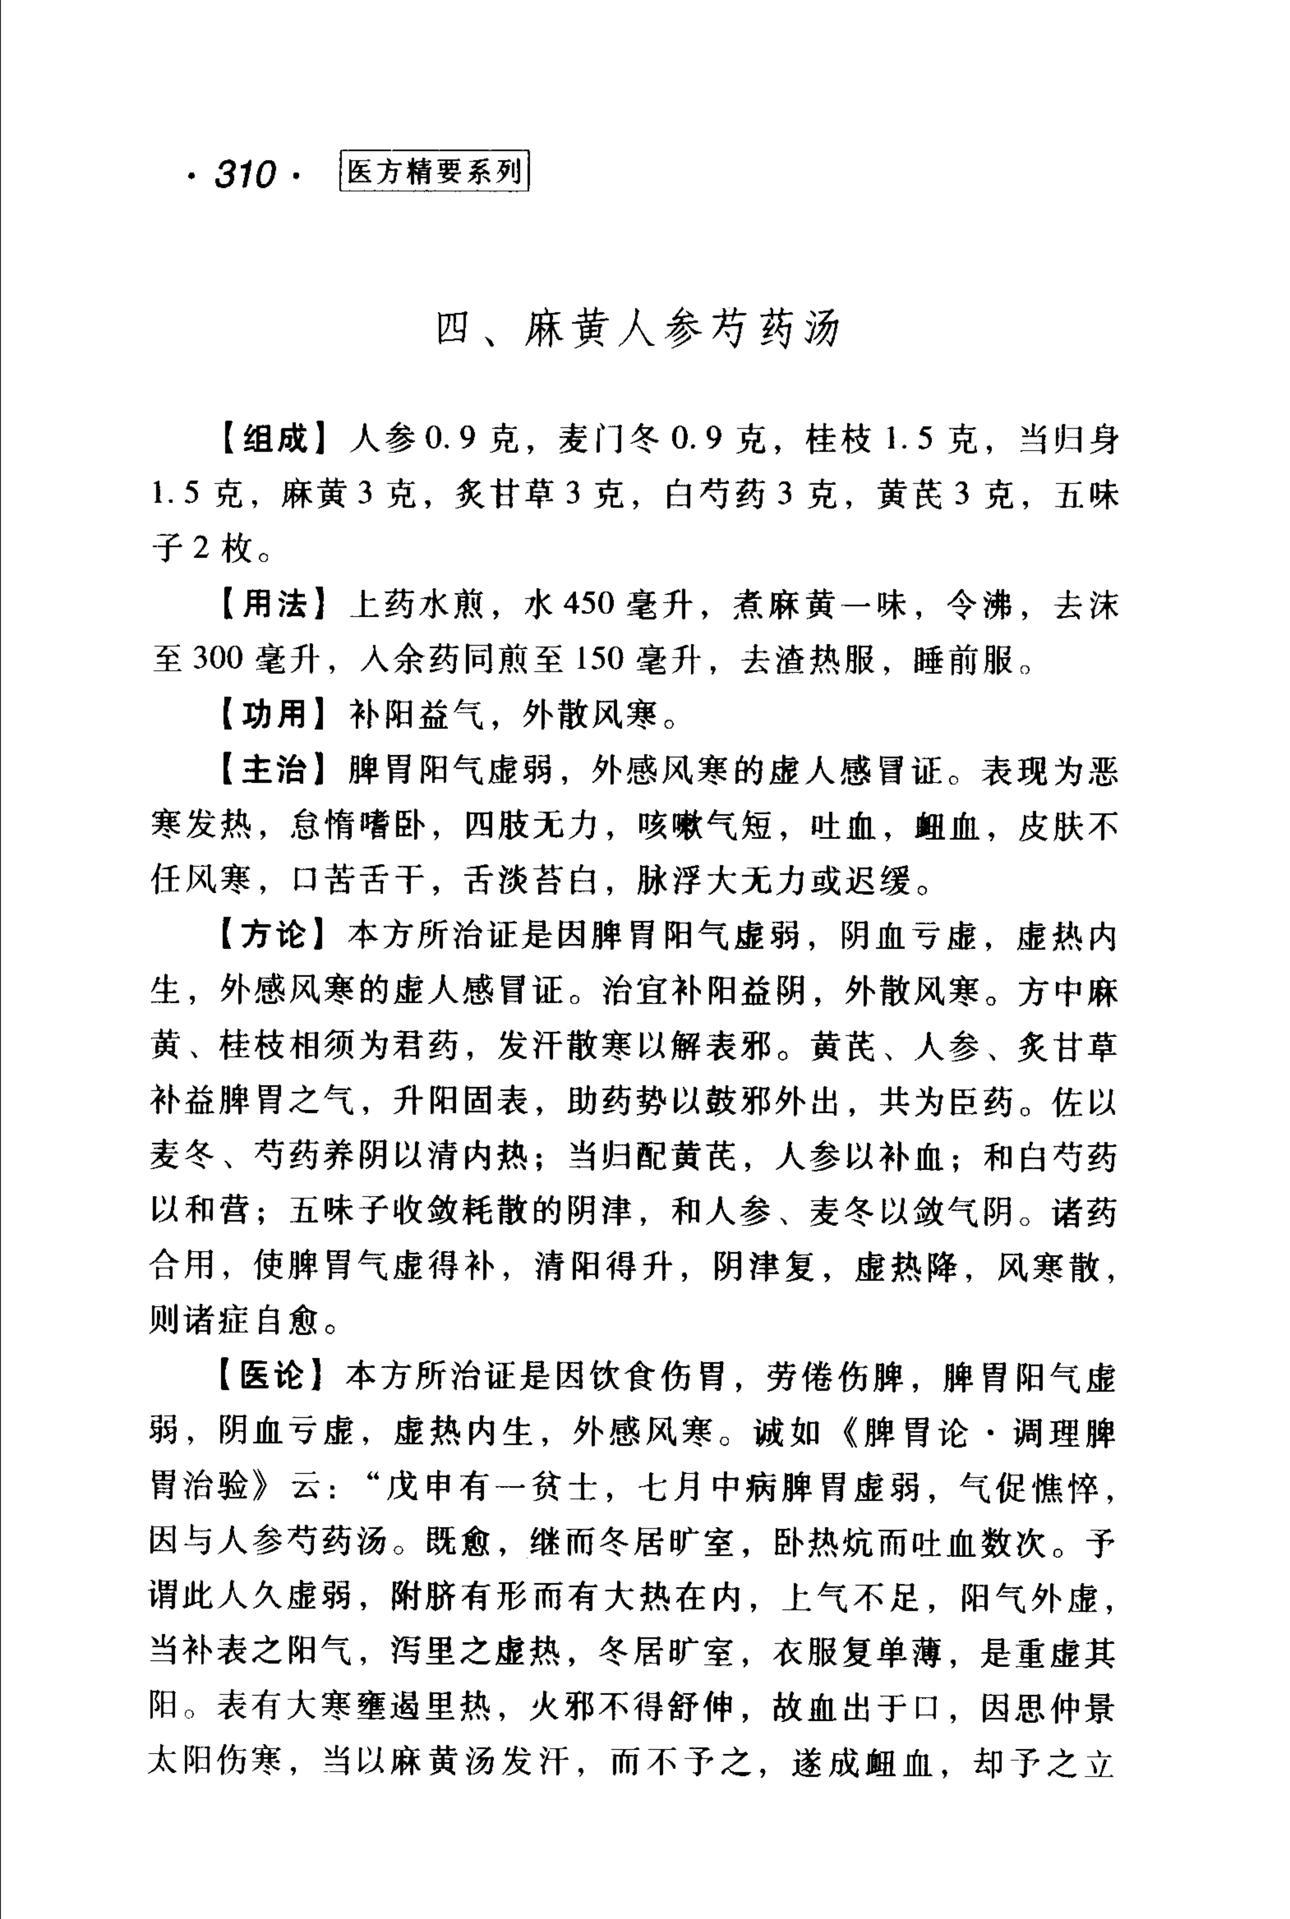 ·310· 医方精要系列
四、麻黄人参芍药汤
【组成】人参0.9克，麦门冬0.9克，桂枝1.5克，当归身
1.5克，麻黄3克，炙甘草3克，白芍药3克，黄芪3克，五味
子2枚。
【用法】上药水煎，水450毫升，煮麻黄一味，令沸，去沫
至300毫升，入余药同煎至150毫升，去渣热服，睡前服。
【功用】补阳益气，外散风寒。
【主治】脾胃阳气虚弱，外感风寒的虚人感冒证。表现为恶
寒发热，怠惰嗜卧，四肢无力，咳嗽气短，吐血，衄血，皮肤不
任风寒，口苦舌干，舌淡苔白，脉浮大无力或迟缓。
【方论】本方所治证是因脾胃阳气虚弱，阴血亏虚，虚热内
生，外感风寒的虚人感冒证。治宜补阳益阴，外散风寒。方中麻
黄、桂枝相须为君药，发汗散寒以解表邪。黄芪、人参、炙甘草
补益脾胃之气，升阳固表，助药势以鼓邪外出，共为臣药。佐以
麦冬、芍药养阴以清内热；当归配黄芪，人参以补血；和白芍药
以和营；五味子收敛耗散的阴津，和人参、麦冬以敛气阴。诸药
合用，使脾胃气虚得补，清阳得升，阴津复，虚热降，风寒散，
则诸症自愈。
【医论】本方所治证是因饮食伤胃，劳倦伤脾，脾胃阳气虚
弱，阴血亏虚，虚热内生，外感风寒。诚如《脾胃论·调理脾
胃治验》云：“戊申有一贫士，七月中病脾胃虚弱，气促憔悴，
因与人参芍药汤。既愈，继而冬居旷室，卧热炕而吐血数次。予
谓此人久虚弱，附脐有形而有大热在内，上气不足，阳气外虚，
当补表之阳气，泻里之虚热，冬居旷室，衣服复单薄，是重虚其
阳。表有大寒壅遏里热，火邪不得舒伸，故血出于口，因思仲景
太阳伤寒，当以麻黄汤发汗，而不予之，遂成衄血，却予之立